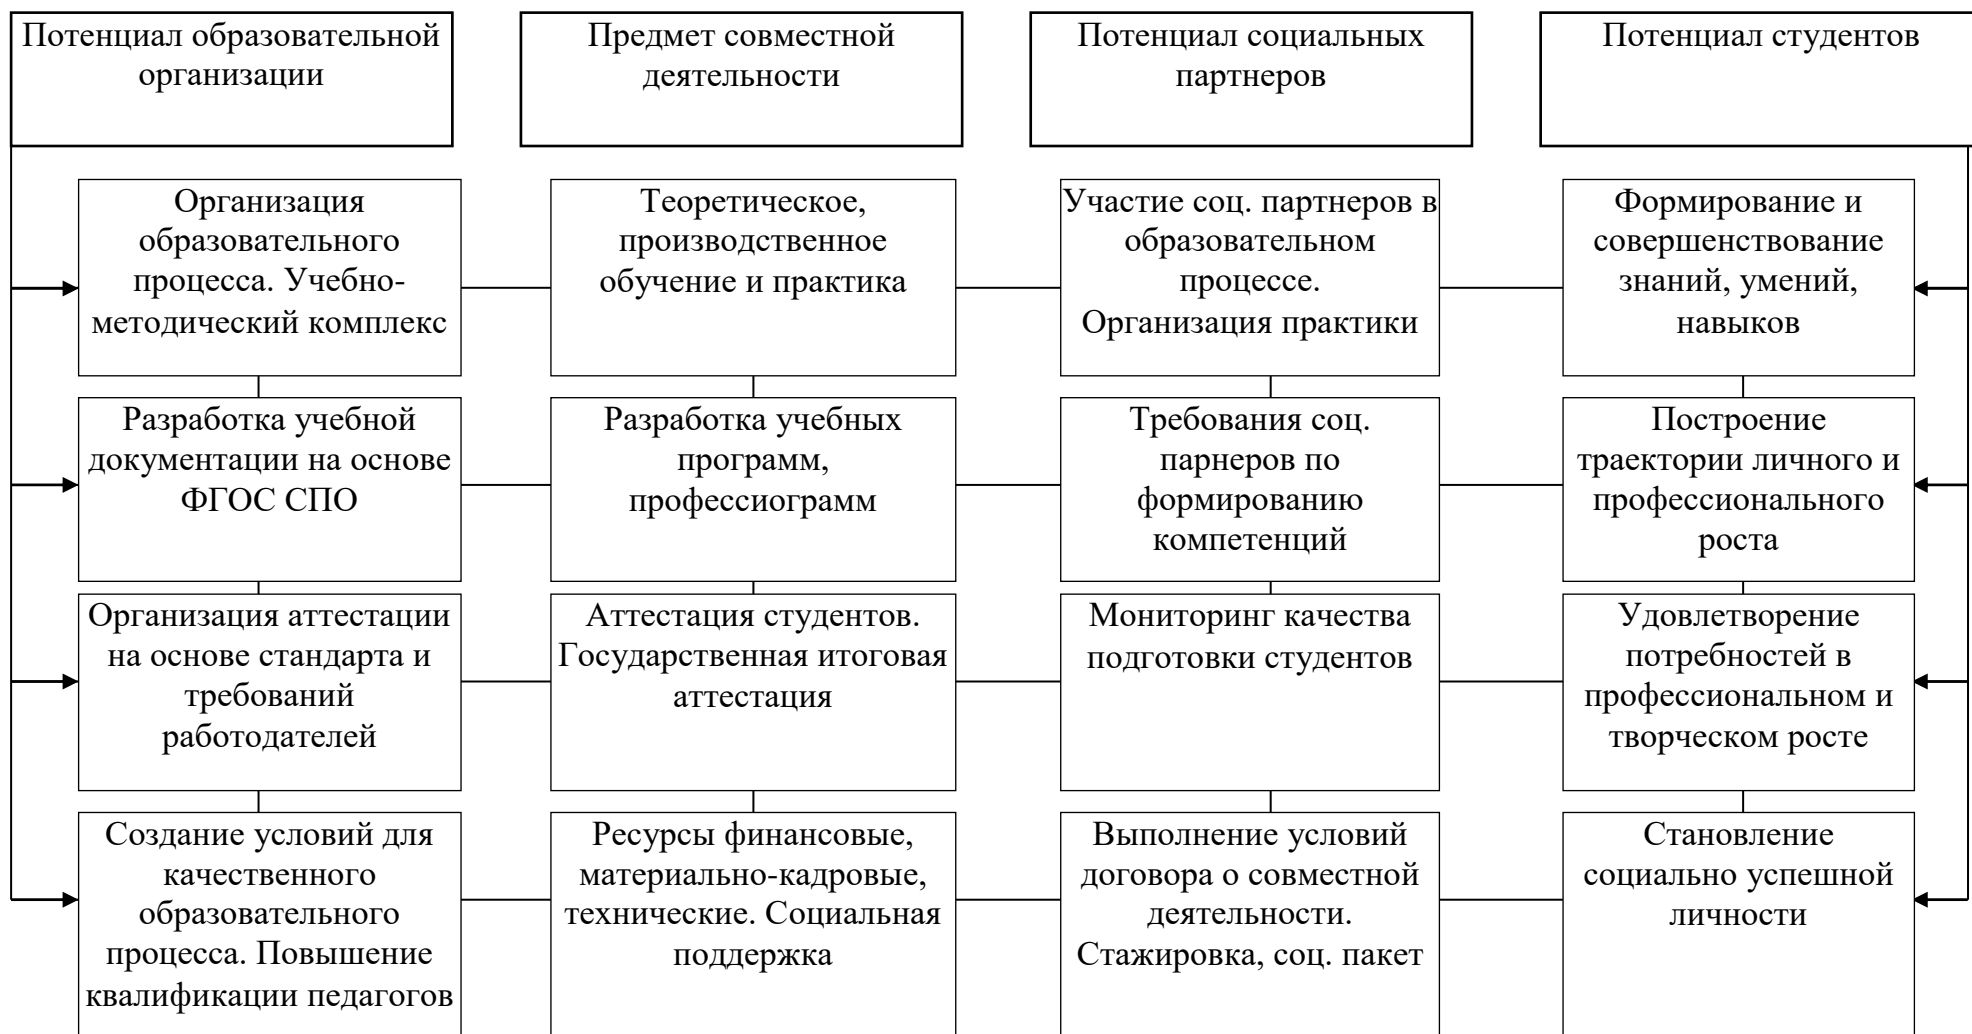 Потенциал образовательной
организации
Предмет совместной
деятельности
Потенциал социальных
партнеров
Потенциал студентов
Организация
образовательного
процесса. Учебно-
методический комплекс
Теоретическое,
производственное
обучение и практика
Участие соц. партнеров в
образовательном
процессе.
Организация практики
Формирование и
совершенствование
знаний, умений,
навыков
Разработка учебной
документации на основе
ФГОС СПО
Разработка учебных
программ,
профессиограмм
Требования соц.
парнеров по
формированию
компетенций
Построение
траектории личного и
профессионального
роста
Организация аттестации
на основе стандарта и
требований
работодателей
Аттестация студентов.
Государственная итоговая
аттестация
Мониторинг качества
подготовки студентов
Удовлетворение
потребностей в
профессиональном и
творческом росте
Создание условий для
качественного
образовательного
процесса. Повышение
квалификации педагогов
Ресурсы финансовые,
материально-кадровые,
технические. Социальная
поддержка
Выполнение условий
договора о совместной
деятельности.
Стажировка, соц. пакет
Становление
социально успешной
личности